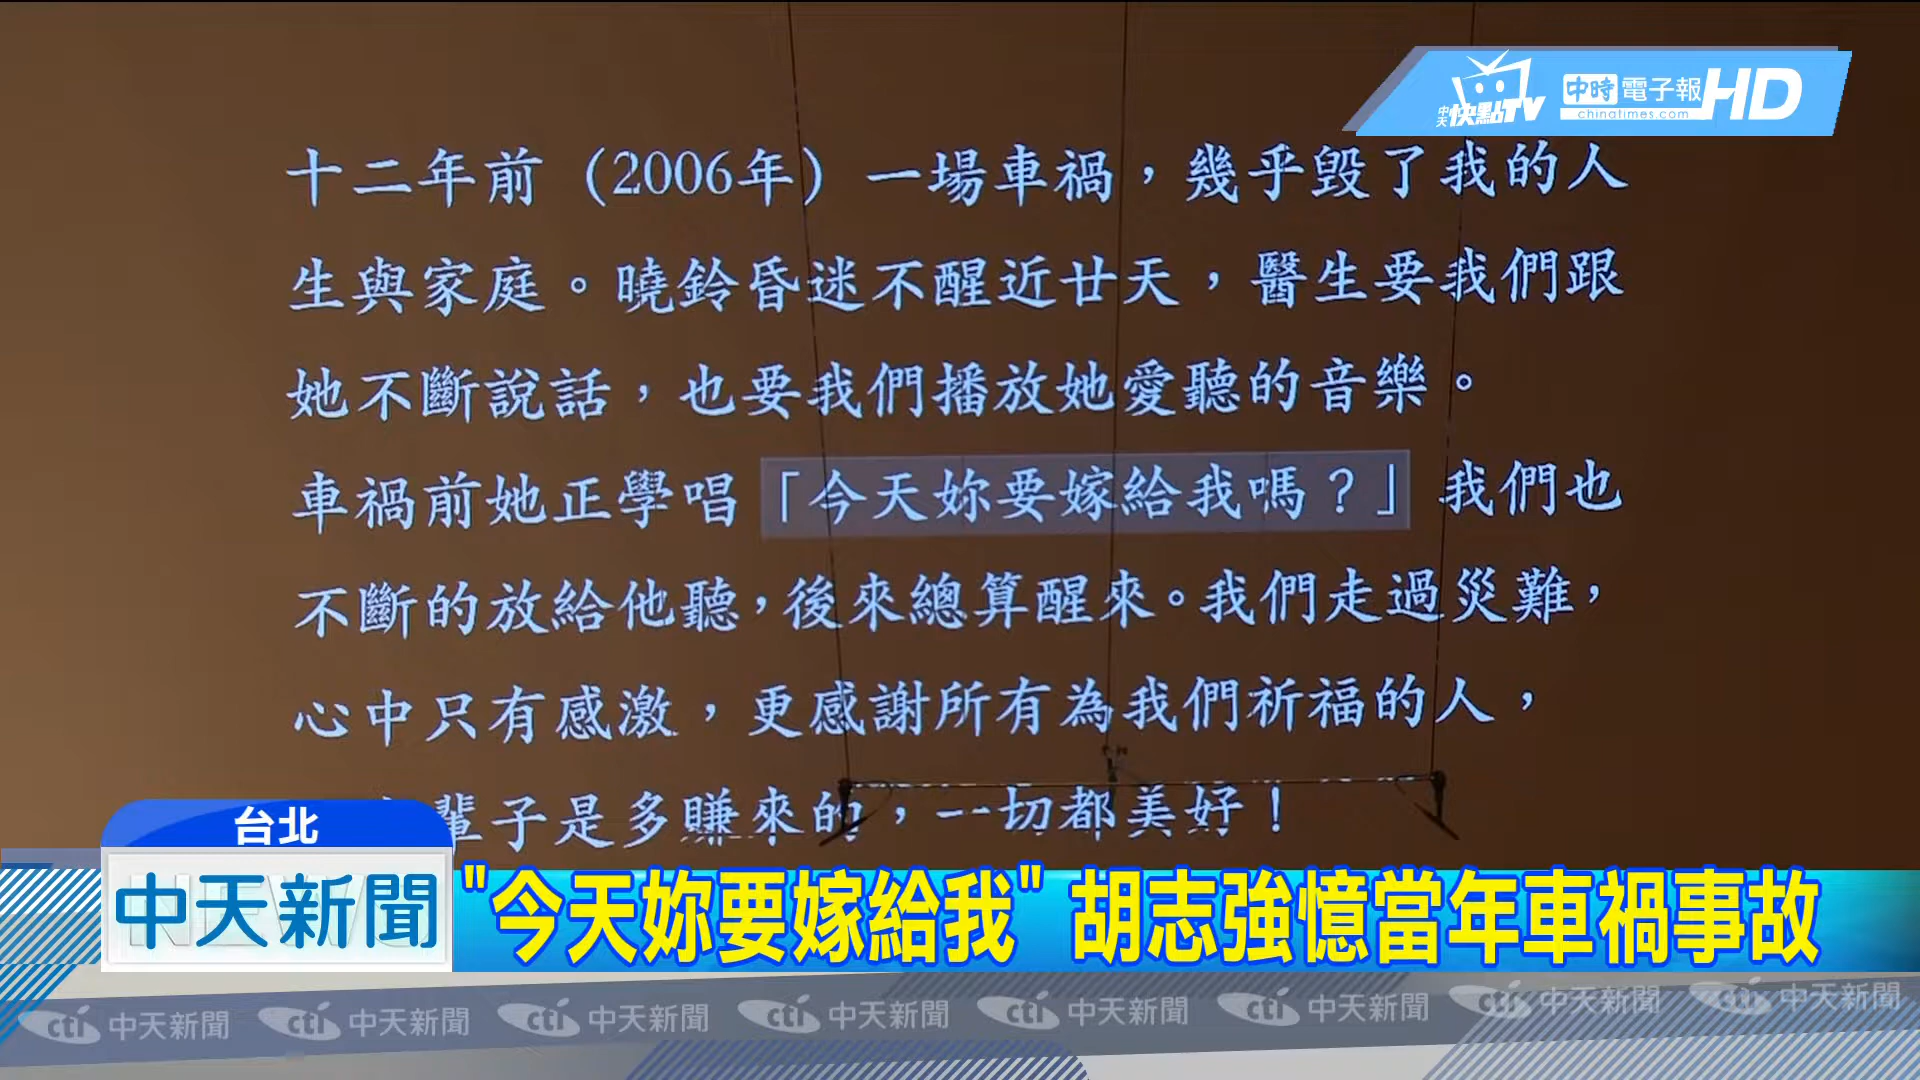 中天快點TV 中時電子報 HD
chinatimes.com
十二年前（2006年）一場車禍，幾乎毀了我的人
生與家庭。曉鈴昏迷不醒近廿天，醫生要我們跟
她不斷說話，也要我們播放她愛聽的音樂。
車禍前她正學唱「今天妳要嫁給我嗎？」我們也
不斷的放給他聽，後來總算醒來。我們走過災難，
心中只有感激，更感謝所有為我們祈福的人，
輩子是多賺來的，一切都美好！
台北
中天新聞
"今天妳要嫁給我" 胡志強憶當年車禍事故
cti 中天新聞 cti 中天新聞 cti 中天新聞 cti 中天新聞 cti 中天新聞 cti 中天新聞 cti 中天新聞 cti 中天新聞